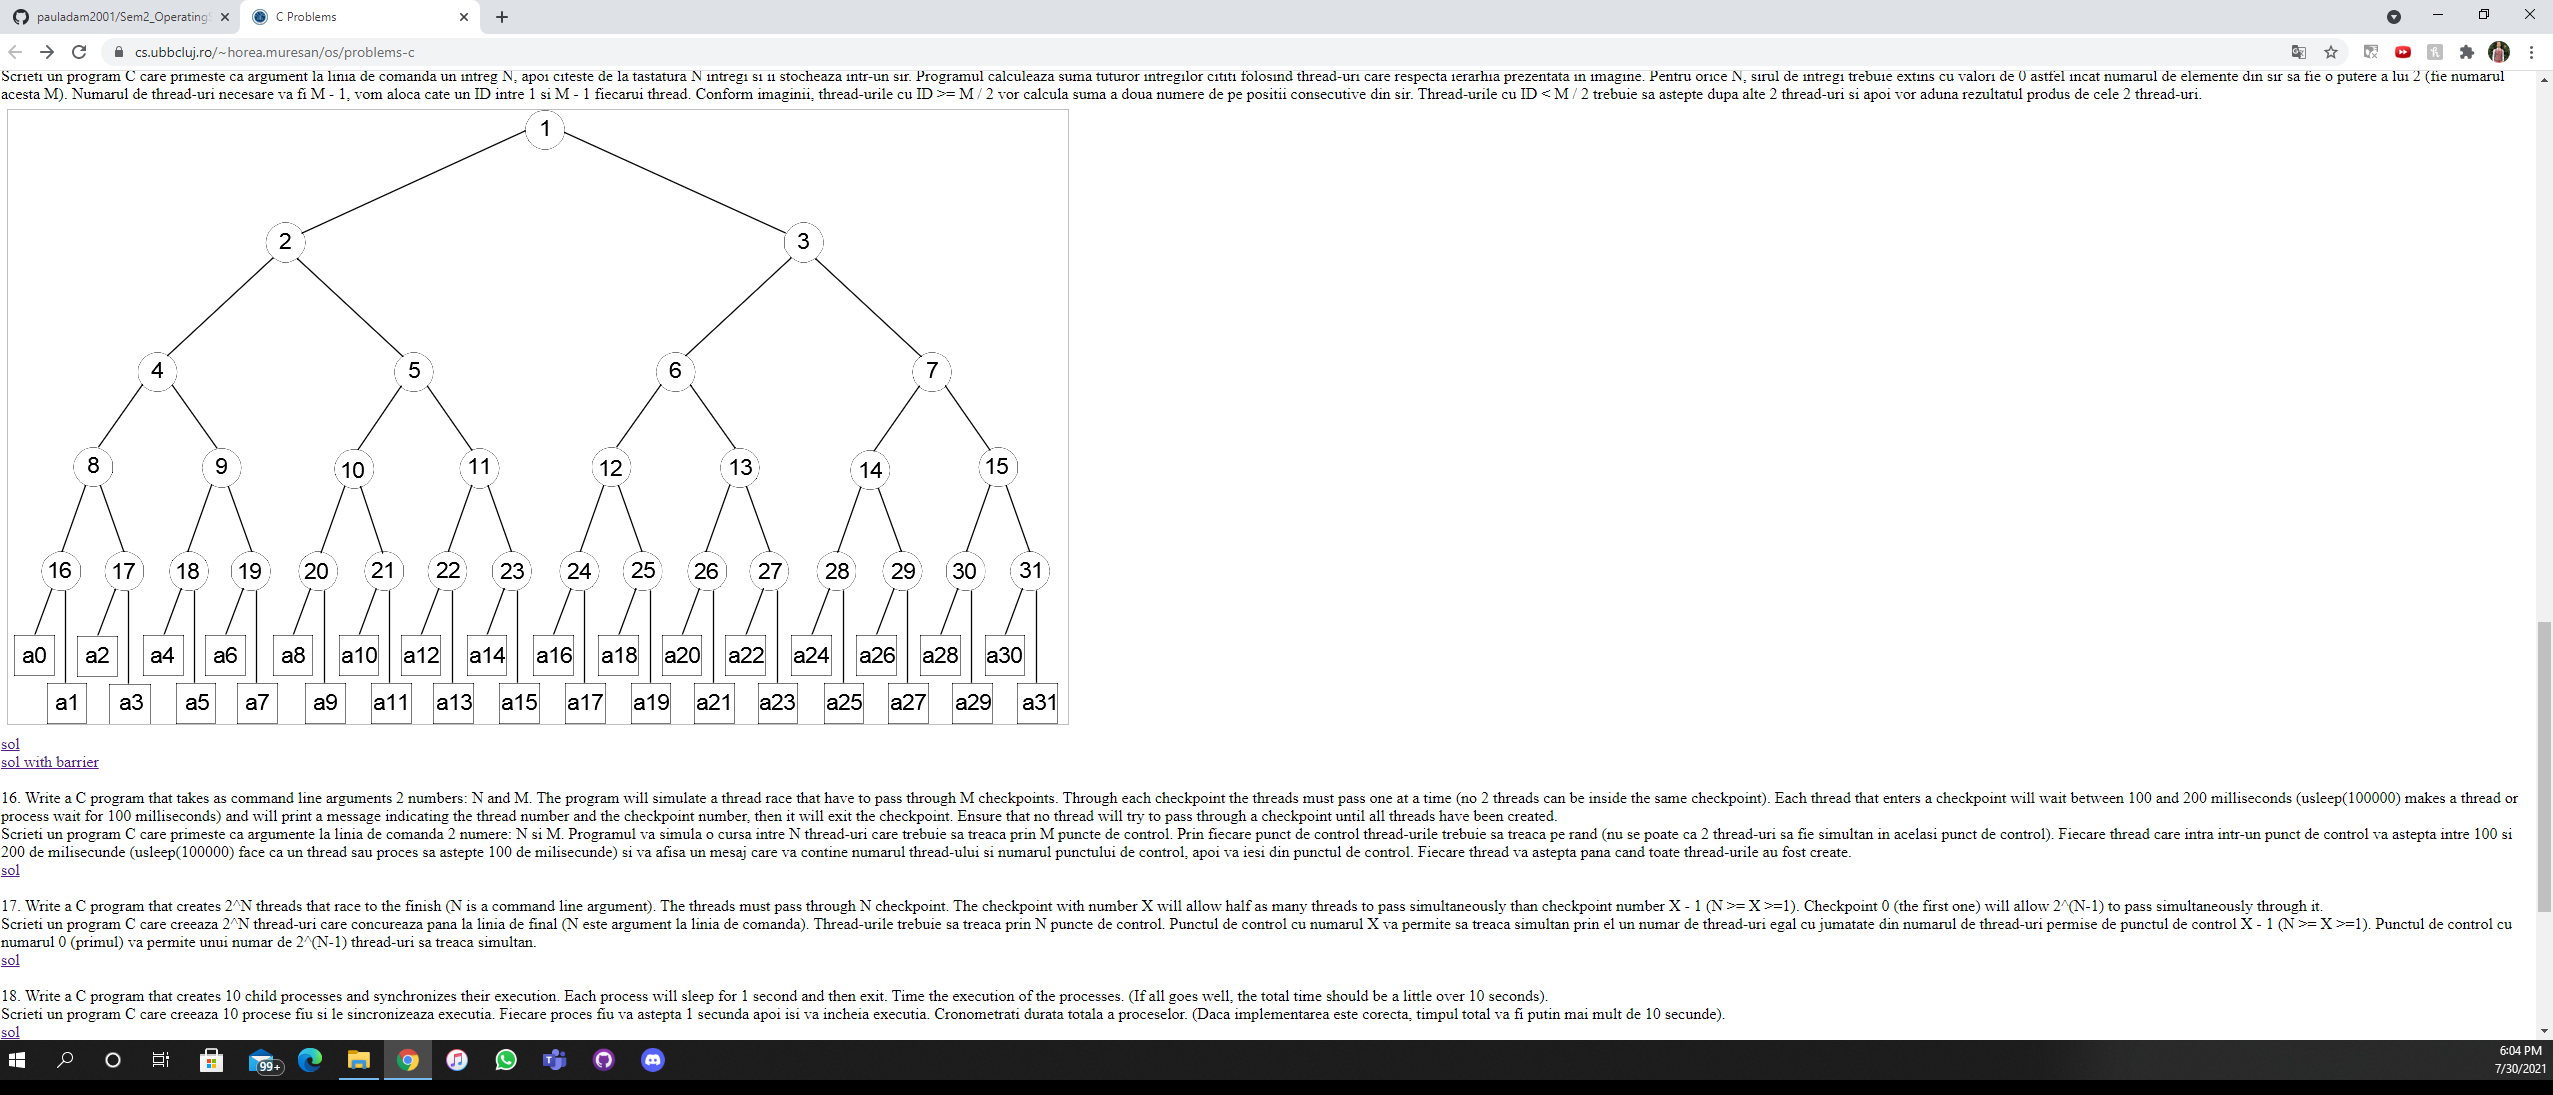 pauladam2001/Sem2_Operating
C Problems
cs.ubbcluj.ro/~horea.muresan/os/problems-c
Scrieti un program C care primeste ca argument la linia de comanda un intreg N, apoi citeste de la tastatura N intregi si ii stocheaza intr-un sir. Programul calculeaza suma tuturor intregilor cititi folosind thread-uri care respecta ierarhia prezentata in imagine. Pentru orice N, sirul de intregi trebuie extins cu valori de 0 astfel incat numarul de elemente din sir sa fie o putere a lui 2 (fie numarul
acesta M). Numarul de thread-uri necesare va fi M - 1, vom aloca cate un ID intre 1 si M - 1 fiecarui thread. Conform imaginii, thread-urile cu ID >= M / 2 vor calcula suma a doua numere de pe positii consecutive din sir. Thread-urile cu ID < M / 2 trebuie sa astepte dupa alte 2 thread-uri si apoi vor aduna rezultatul produs de cele 2 thread-uri.
1
2 3
4 5 6 7
8 9 10 11 12 13 14 15
16 17 18 19 20 21 22 23 24 25 26 27 28 29 30 31
a0 a2 a4 a6 a8 a10 a12 a14 a16 a18 a20 a22 a24 a26 a28 a30
a1 a3 a5 a7 a9 a11 a13 a15 a17 a19 a21 a23 a25 a27 a29 a31
sol
sol with barrier
16. Write a C program that takes as command line arguments 2 numbers: N and M. The program will simulate a thread race that have to pass through M checkpoints. Through each checkpoint the threads must pass one at a time (no 2 threads can be inside the same checkpoint). Each thread that enters a checkpoint will wait between 100 and 200 milliseconds (usleep(100000) makes a thread or
process wait for 100 milliseconds) and will print a message indicating the thread number and the checkpoint number, then it will exit the checkpoint. Ensure that no thread will try to pass through a checkpoint until all threads have been created.
Scrieti un program C care primeste ca argumente la linia de comanda 2 numere: N si M. Programul va simula o cursa intre N thread-uri care trebuie sa treaca prin M puncte de control. Prin fiecare punct de control thread-urile trebuie sa treaca pe rand (nu se poate ca 2 thread-uri sa fie simultan in acelasi punct de control). Fiecare thread care intra intr-un punct de control va astepta intre 100 si
200 de milisecunde (usleep(100000) face ca un thread sau proces sa astepte 100 de milisecunde) si va afisa un mesaj care va contine numarul thread-ului si numarul punctului de control, apoi va iesi din punctul de control. Fiecare thread va astepta pana cand toate thread-urile au fost create.
sol
17. Write a C program that creates 2^N threads that race to the finish (N is a command line argument). The threads must pass through N checkpoint. The checkpoint with number X will allow half as many threads to pass simultaneously than checkpoint number X - 1 (N >= X >=1). Checkpoint 0 (the first one) will allow 2^(N-1) to pass simultaneously through it.
Scrieti un program C care creeaza 2^N thread-uri care concureaza pana la linia de final (N este argument la linia de comanda). Thread-urile trebuie sa treaca prin N puncte de control. Punctul de control cu numarul X va permite sa treaca simultan prin el un numar de thread-uri egal cu jumatate din numarul de thread-uri permise de punctul de control X - 1 (N >= X >=1). Punctul de control cu
numarul 0 (primul) va permite unui numar de 2^(N-1) thread-uri sa treaca simultan.
sol
18. Write a C program that creates 10 child processes and synchronizes their execution. Each process will sleep for 1 second and then exit. Time the execution of the processes. (If all goes well, the total time should be a little over 10 seconds).
Scrieti un program C care creeaza 10 procese fiu si le sincronizeaza executia. Fiecare proces fiu va astepta 1 secunda apoi isi va incheia executia. Cronometrati durata totala a proceselor. (Daca implementarea este corecta, timpul total va fi putin mai mult de 10 secunde).
sol
99+
6:04 PM
7/30/2021